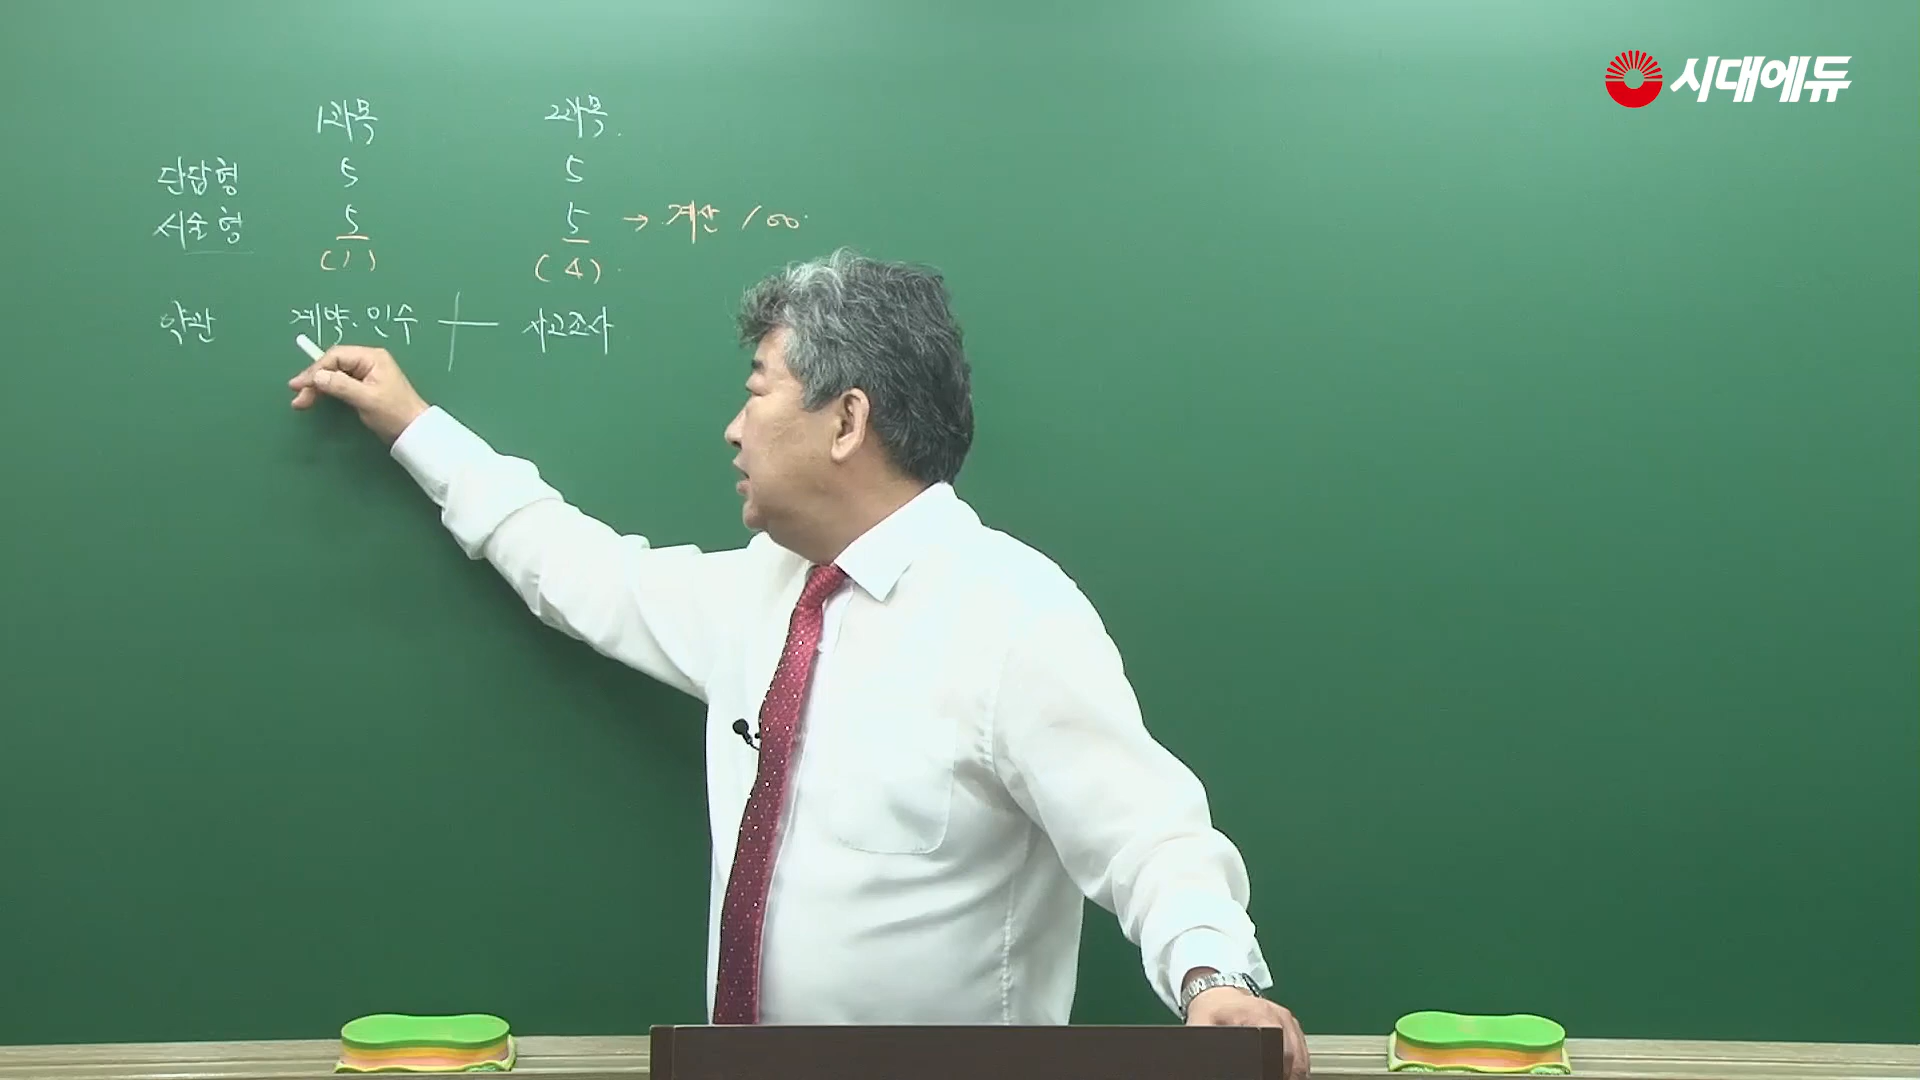 시대에듀
1과목 2과목.
단답형 5 5
서술형 5 5 → 계산 100.
(1) (4).
약관 계약·인수 사고조사